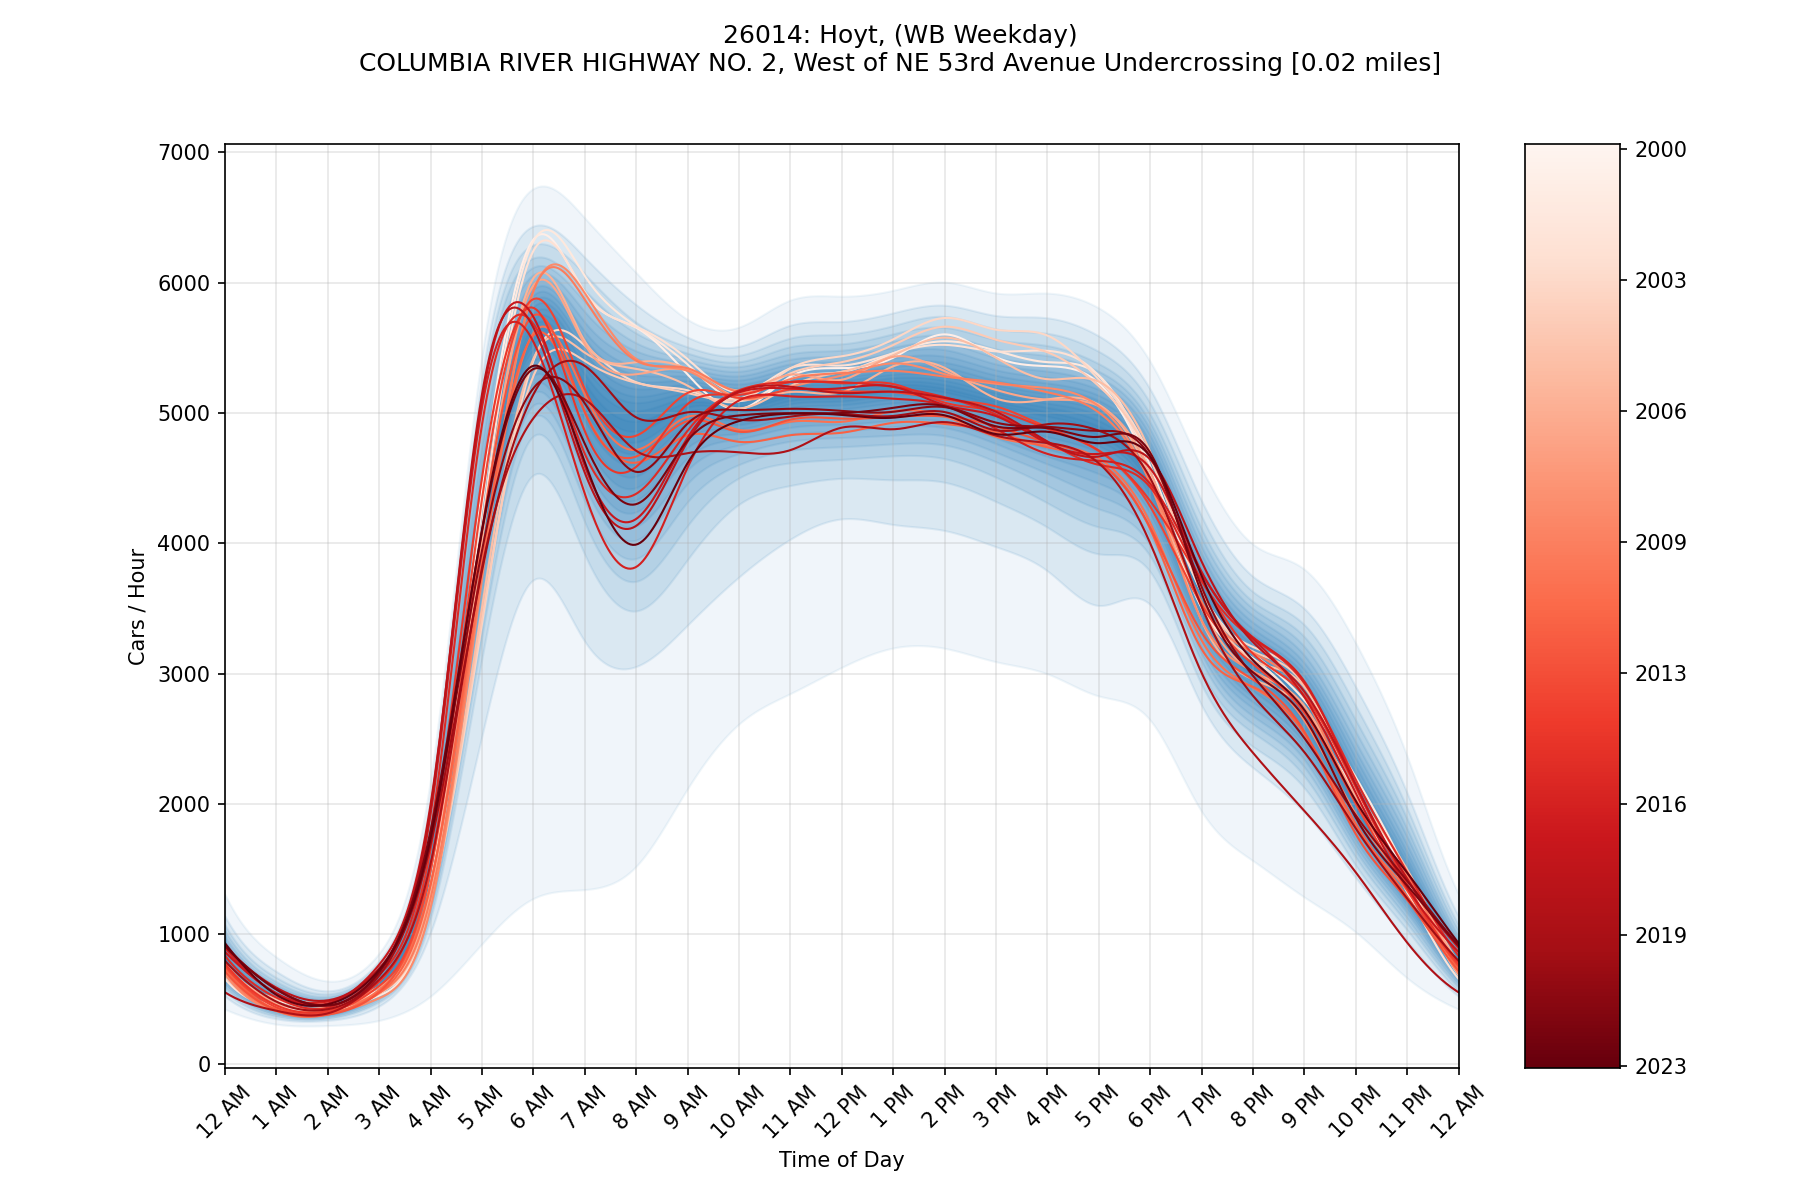 26014: Hoyt, (WB Weekday)
COLUMBIA RIVER HIGHWAY NO. 2, West of NE 53rd Avenue Undercrossing [0.02 miles]
7000
6000
5000
4000
3000
2000
1000
0
Cars / Hour
12 AM
1 AM
2 AM
3 AM
4 AM
5 AM
6 AM
7 AM
8 AM
9 AM
10 AM
11 AM
12 PM
1 PM
2 PM
3 PM
4 PM
5 PM
6 PM
7 PM
8 PM
9 PM
10 PM
11 PM
12 AM
Time of Day
2000
2003
2006
2009
2013
2016
2019
2023